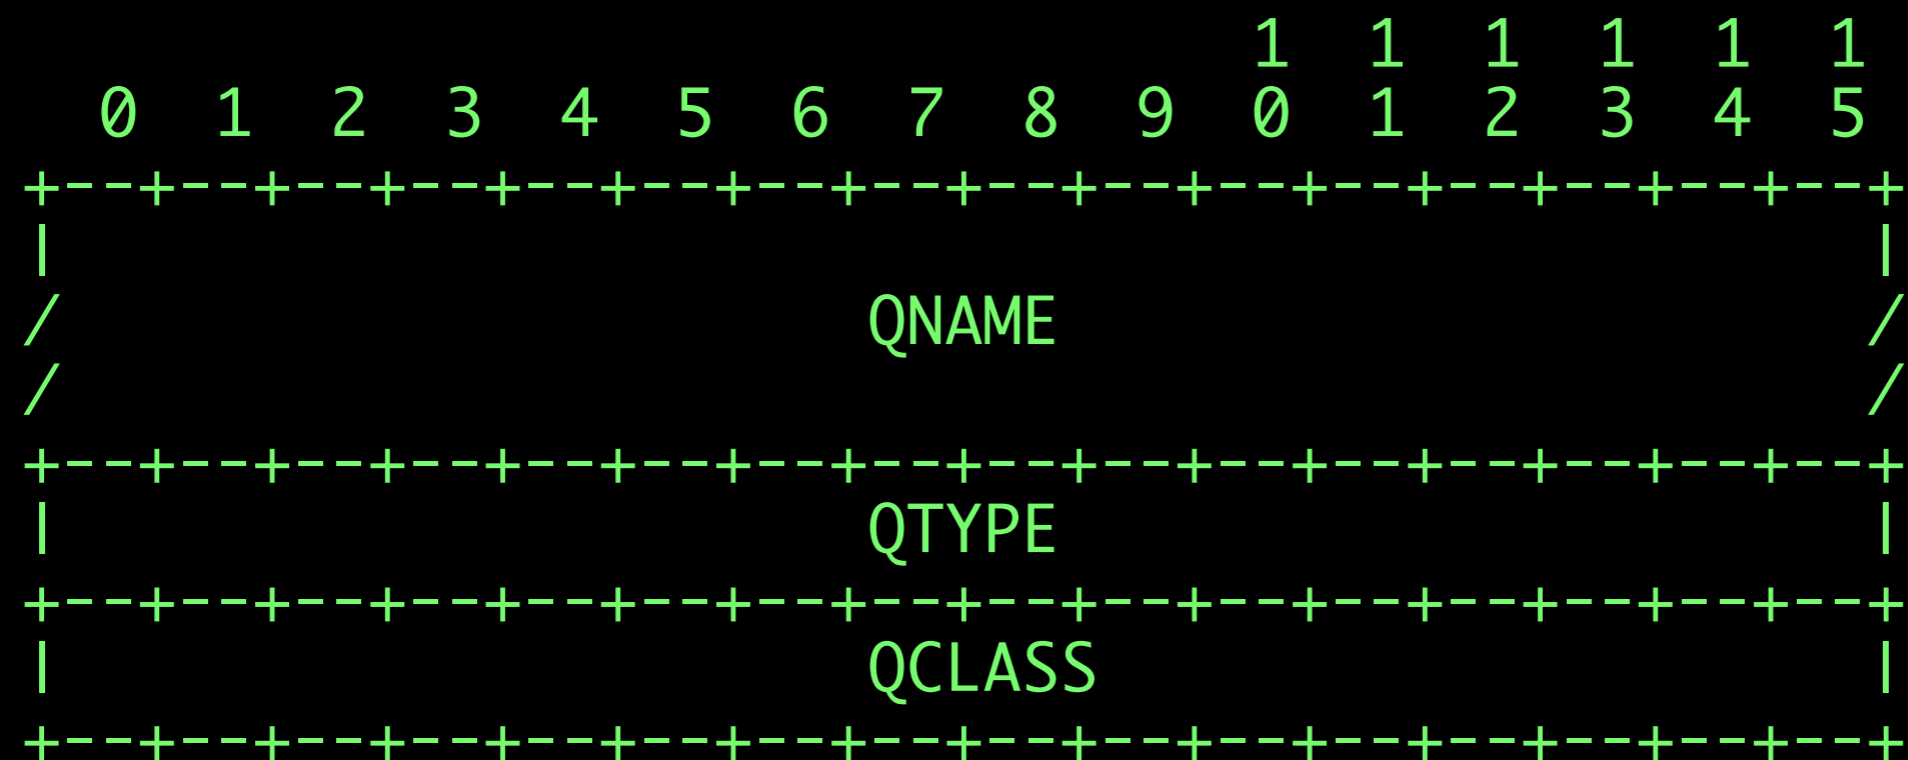 1  1  1  1  1  1
  0  1  2  3  4  5  6  7  8  9  0  1  2  3  4  5
+--+--+--+--+--+--+--+--+--+--+--+--+--+--+--+--+
|                                               |
/                     QNAME                     /
/                                               /
+--+--+--+--+--+--+--+--+--+--+--+--+--+--+--+--+
|                     QTYPE                     |
+--+--+--+--+--+--+--+--+--+--+--+--+--+--+--+--+
|                     QCLASS                    |
+--+--+--+--+--+--+--+--+--+--+--+--+--+--+--+--+